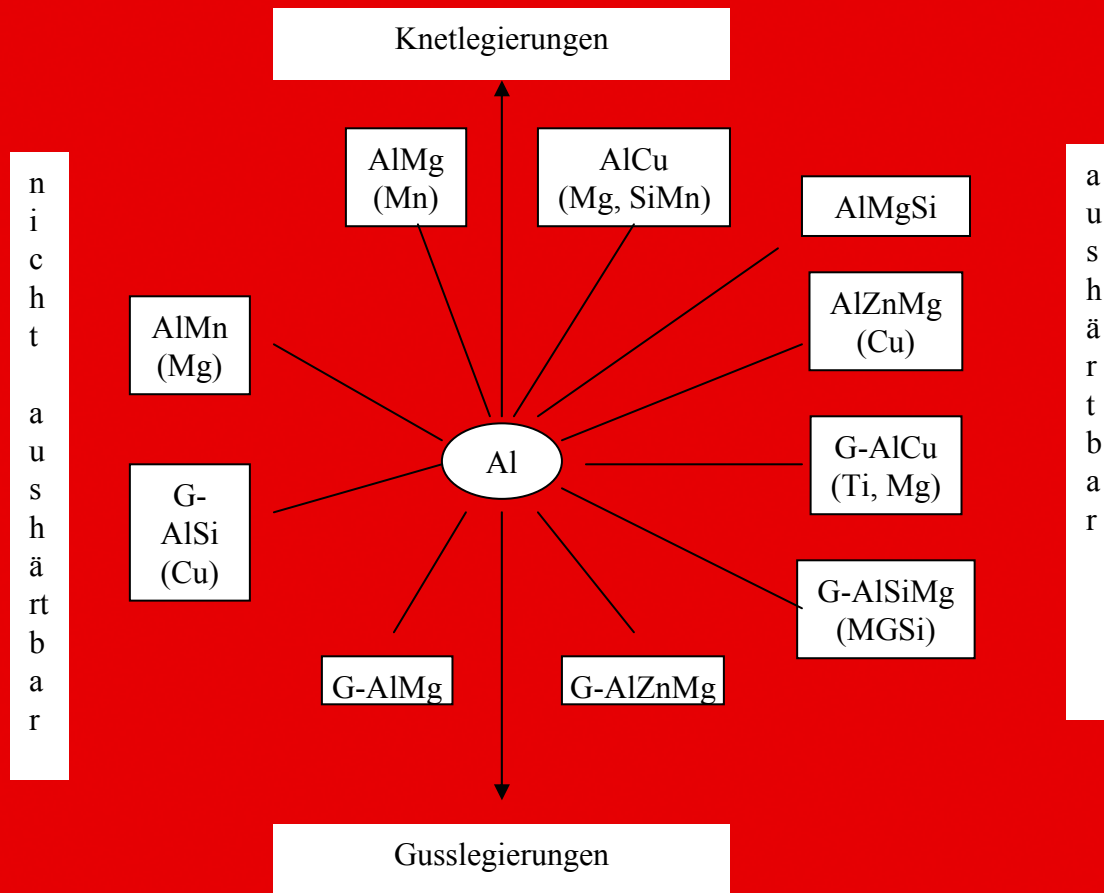 Knetlegierungen
n
i
c
h
t
a
u
s
h
ä
rt
b
a
r
AlMg
(Mn)
AlCu
(Mg, SiMn)
AlMgSi
AlMn
(Mg)
AlZnMg
(Cu)
Al
G-
AlSi
(Cu)
G-AlCu
(Ti, Mg)
G-AlSiMg
(MGSi)
G-AlMg
G-AlZnMg
a
u
s
h
ä
r
t
b
a
r
Gusslegierungen